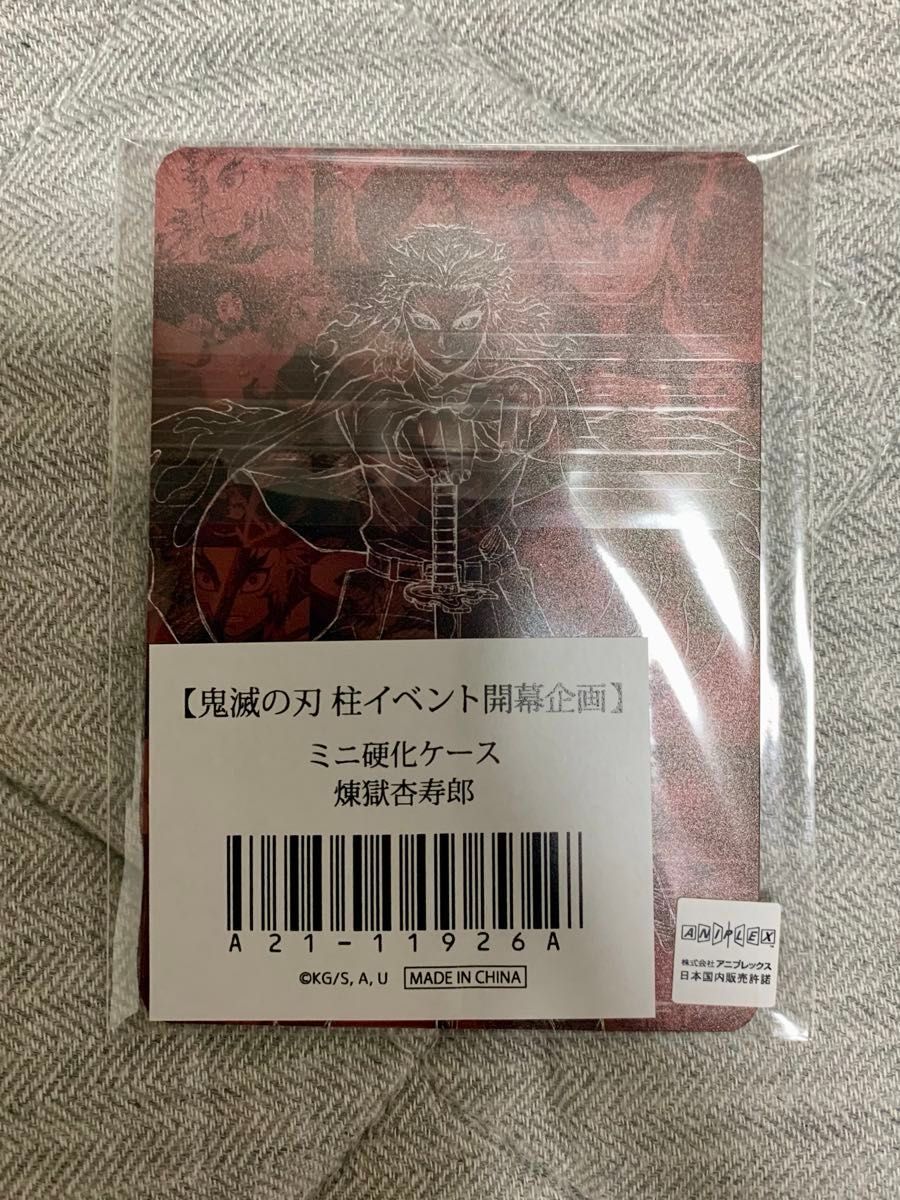 【鬼滅の刃 柱イベント開幕企画】
ミニ硬化ケース
煉獄杏寿郎
A21-11926A
©KG/S, A, U MADE IN CHINA
ANIPLEX™
株式会社 アニプレックス
日本国内販売許諾